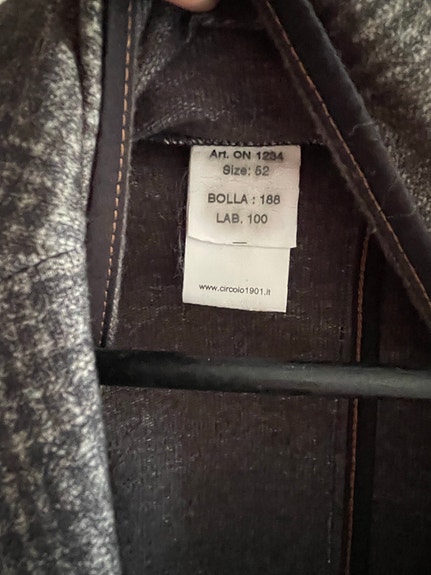 Art. ON 1234
Size: 52
BOLLA : 188
LAB. 100
www.circolo1901.it